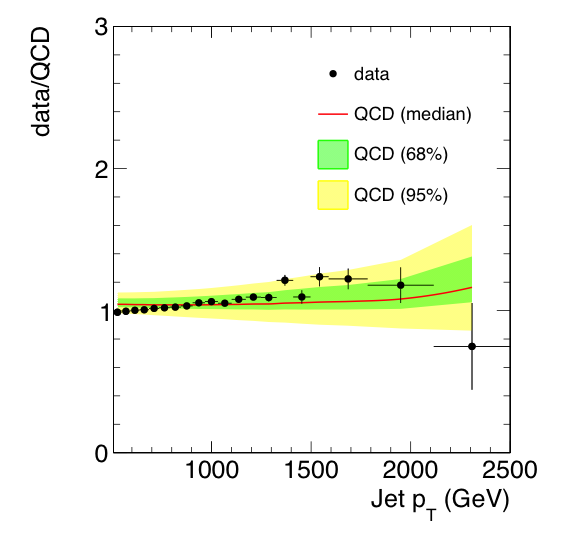 3
data/QCD
data
QCD (median)
QCD (68%)
2
QCD (95%)
1
0
1000 1500 2000 2500
Jet pT (GeV)